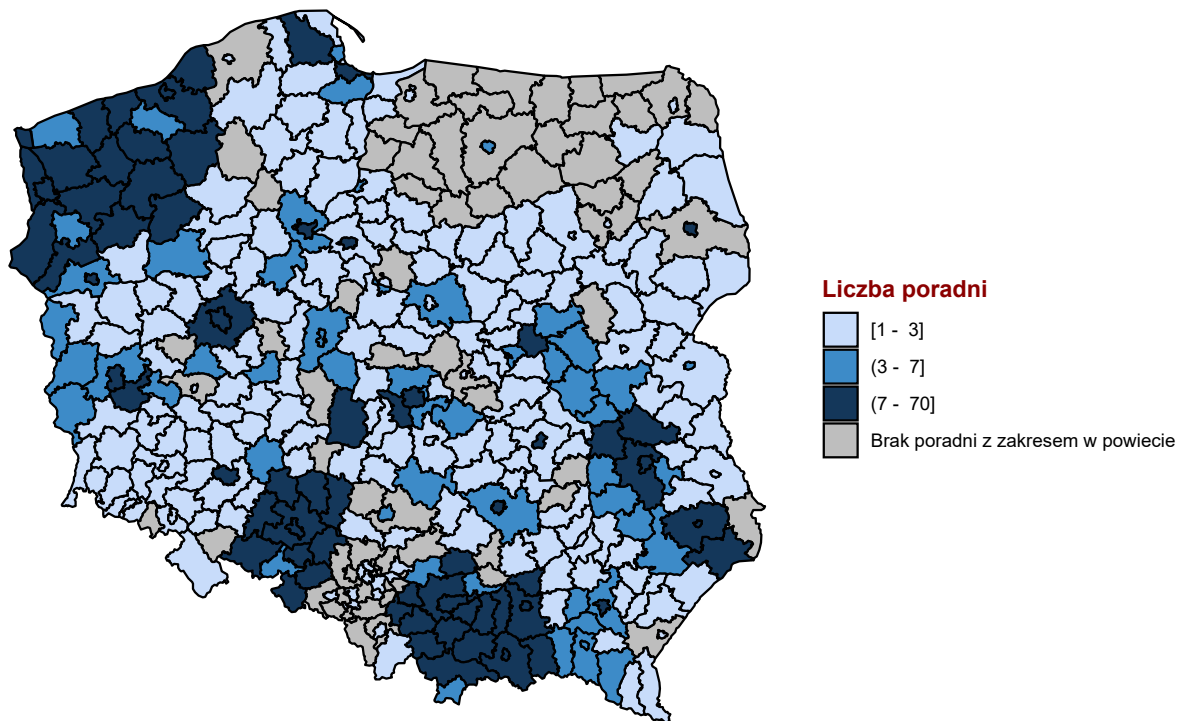 Liczba poradni
[1 - 3]
(3 - 7]
(7 - 70]
Brak poradni z zakresem w powiecie